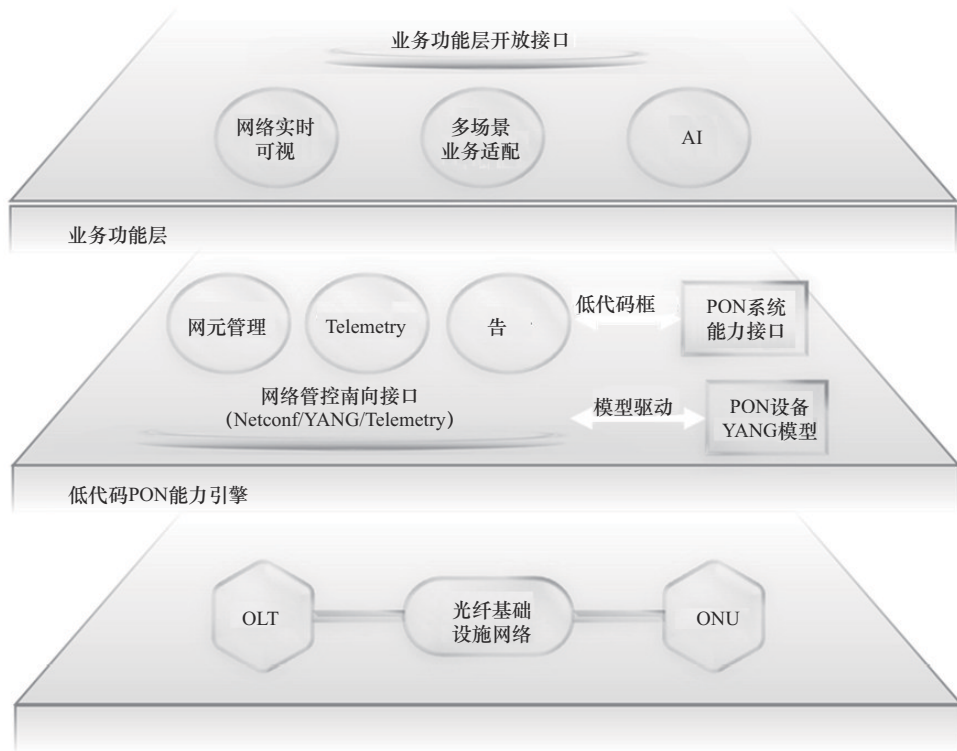 业务功能层开放接口
网络实时
可视
多场景
业务适配
AI
业务功能层
网元管理
Telemetry
告
低代码框
PON系统
能力接口
网络管控南向接口
(Netconf/YANG/Telemetry)
模型驱动
PON设备
YANG模型
低代码PON能力引擎
OLT
光纤基础
设施网络
ONU